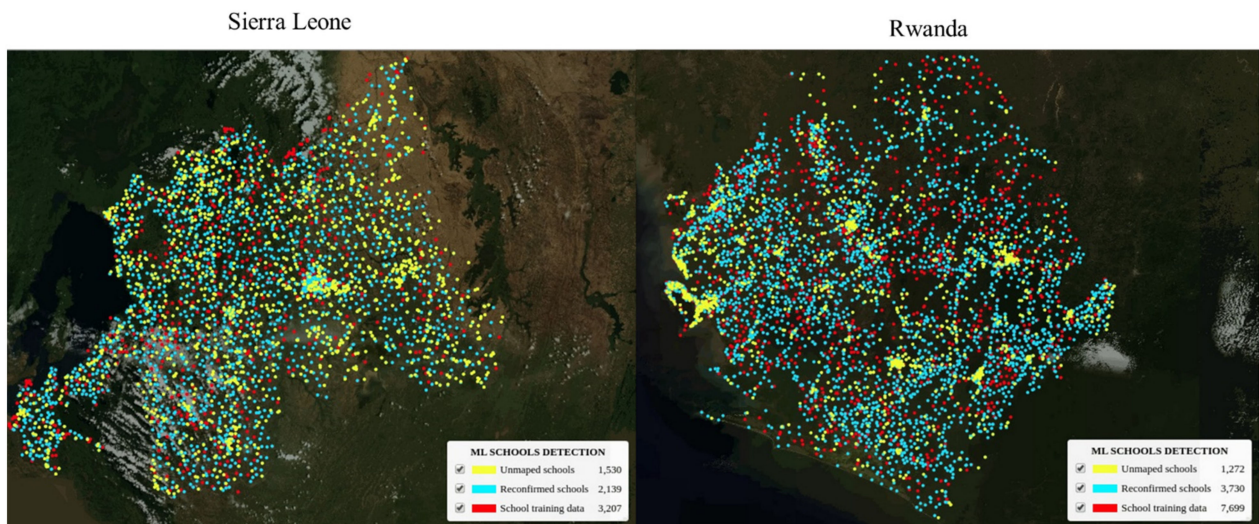 Sierra Leone
Rwanda
ML SCHOOLS DETECTION
Unmaped schools 1,530
Reconfirmed schools 2,139
School training data 3,207
ML SCHOOLS DETECTION
Unmaped schools 1,272
Reconfirmed schools 3,730
School training data 7,699